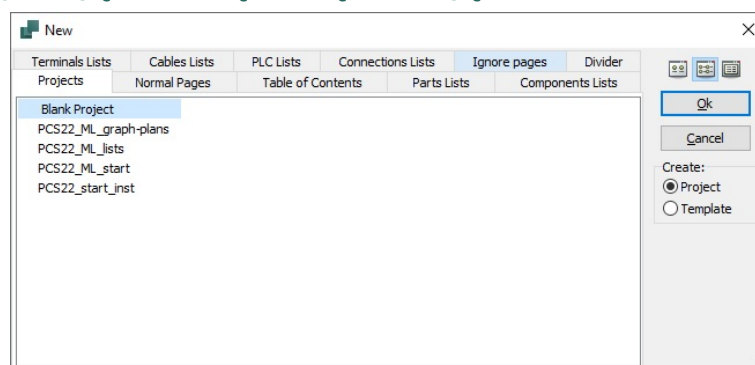 New
Terminals Lists Cables Lists PLC Lists Connections Lists Ignore pages Divider
Projects Normal Pages Table of Contents Parts Lists Components Lists
Blank Project
PCS22_ML_graph-plans
PCS22_ML_lists
PCS22_ML_start
PCS22_start_inst
Ok
Cancel
Create:
Project
Template